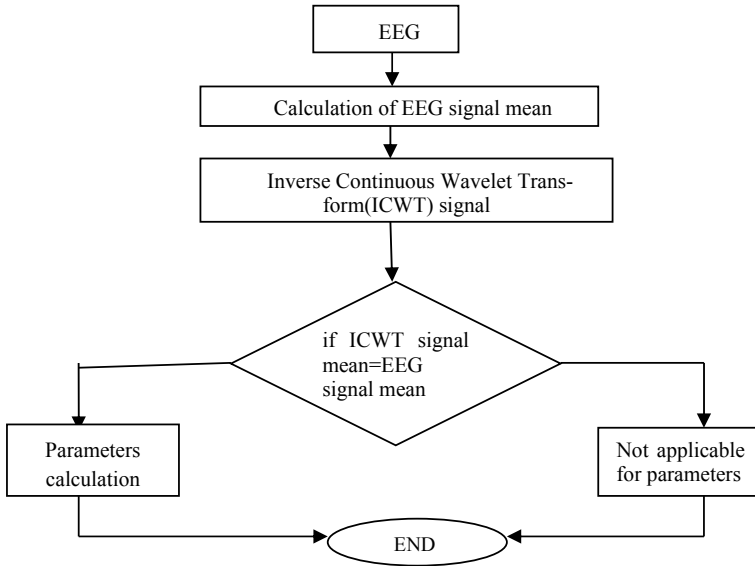 EEG
Calculation of EEG signal mean
Inverse Continuous Wavelet Trans-
form(ICWT) signal
if ICWT signal
mean=EEG
signal mean
Parameters
calculation
Not applicable
for parameters
END